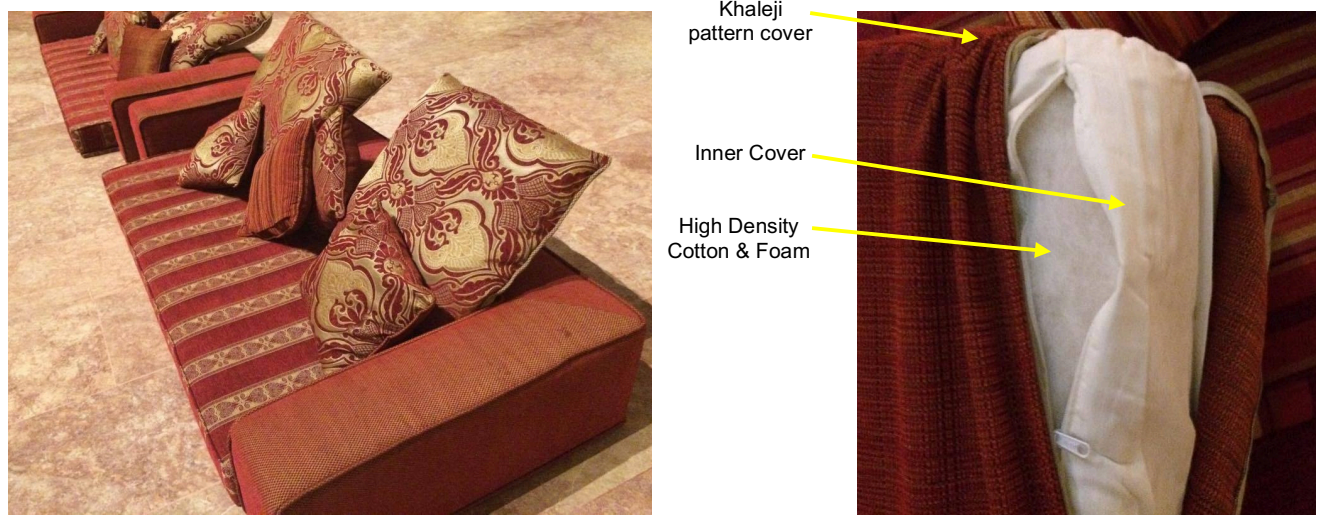 Khaleji
pattern cover
Inner Cover
High Density
Cotton & Foam